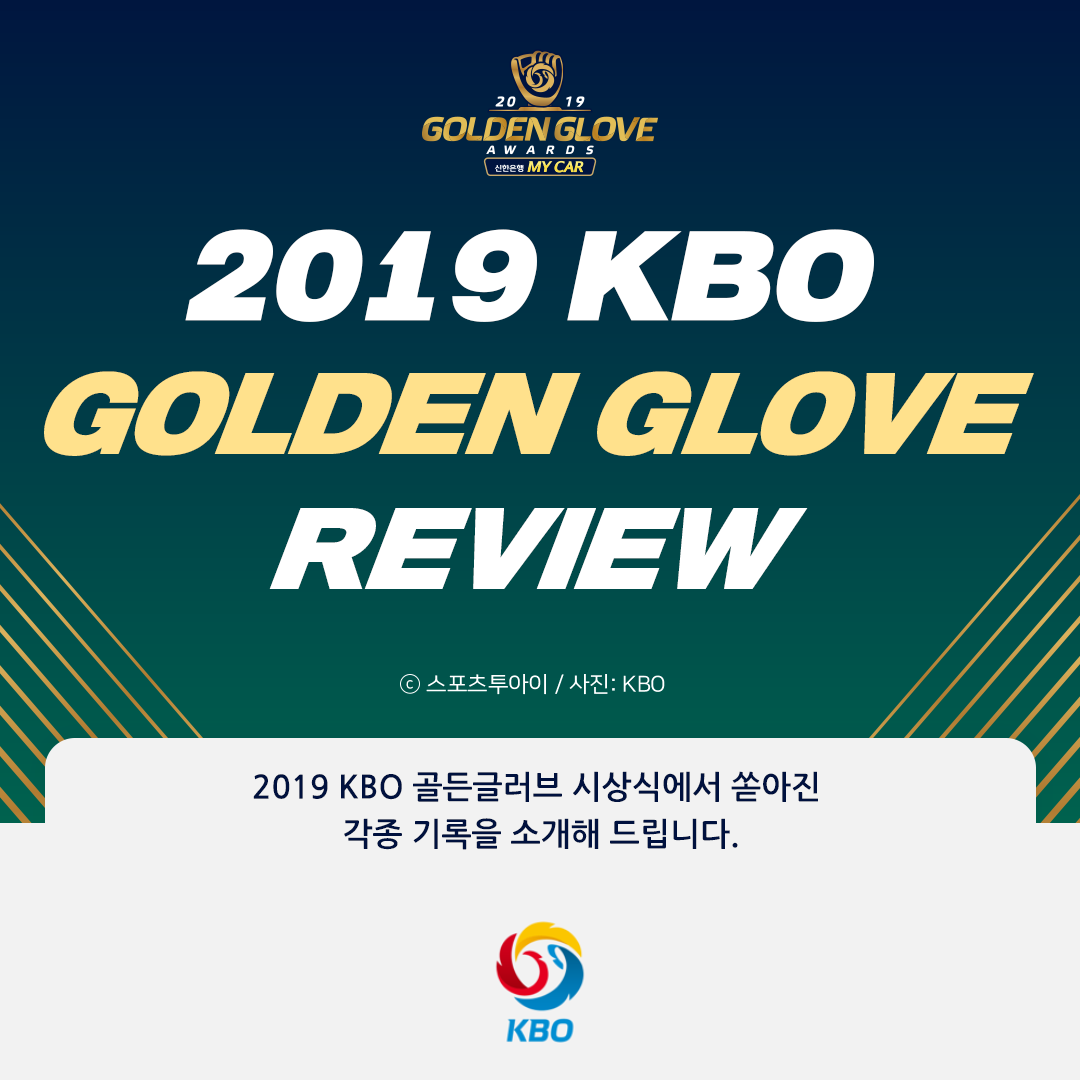 20 19
GOLDEN GLOVE
AWARDS
신한은행 MY CAR
2019 KBO
GOLDEN GLOVE
REVIEW
ⓒ 스포츠투아이 / 사진: KBO
2019 KBO 골든글러브 시상식에서 쏟아진
각종 기록을 소개해 드립니다.
KBO